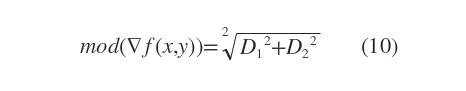 mod(∇f(x,y))=²√(D₁²+D₂²) (10)